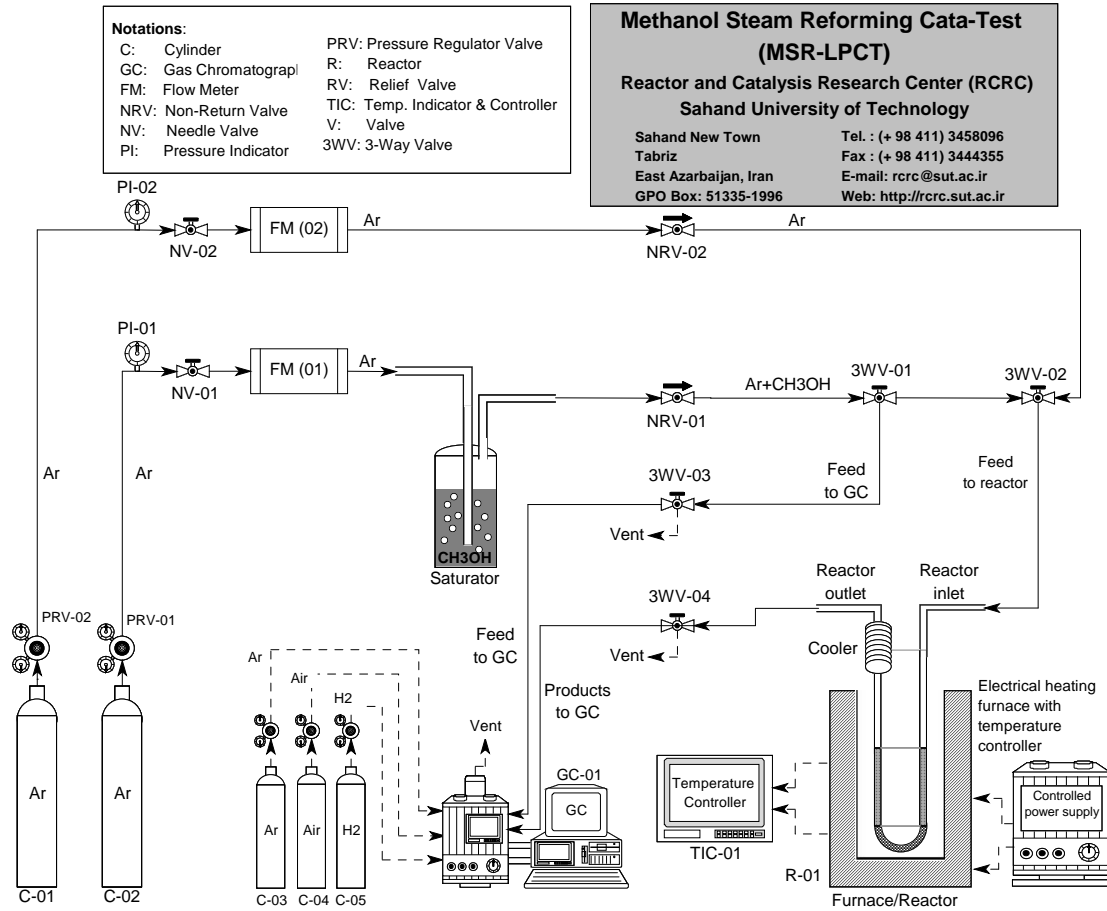 Notations:
C: Cylinder
GC: Gas Chromatograpl
FM: Flow Meter
NRV: Non-Return Valve
NV: Needle Valve
PI: Pressure Indicator
PRV: Pressure Regulator Valve
R: Reactor
RV: Relief Valve
TIC: Temp. Indicator & Controller
V: Valve
3WV: 3-Way Valve
Methanol Steam Reforming Cata-Test
(MSR-LPCT)
Reactor and Catalysis Research Center (RCRC)
Sahand University of Technology
Sahand New Town
Tabriz
East Azarbaijan, Iran
GPO Box: 51335-1996
Tel. : (+ 98 411) 3458096
Fax : (+ 98 411) 3444355
E-mail: rcrc@sut.ac.ir
Web: http://rcrc.sut.ac.ir
PI-02
NV-02
FM (02)
Ar
NRV-02
Ar
PI-01
NV-01
FM (01)
Ar
Ar+CH3OH
NRV-01
3WV-01
3WV-02
Ar
Ar
CH3OH
Saturator
3WV-03
Vent
Feed
to GC
Feed
to reactor
3WV-04
Vent
Reactor
outlet
Reactor
inlet
Cooler
PRV-02
PRV-01
Ar
Ar
C-01
C-02
Ar
Air
H2
Ar
Air
H2
C-03
C-04
C-05
Feed
to GC
Products
to GC
Vent
GC-01
GC
Temperature
Controller
TIC-01
Electrical heating
furnace with
temperature
controller
Controlled
power supply
R-01
Furnace/Reactor